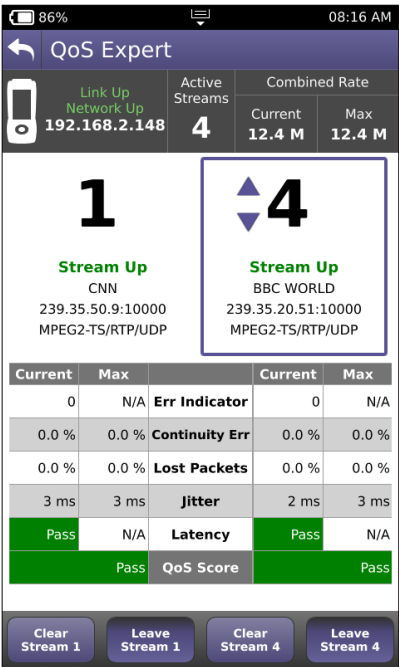 86% 08:16 AM
QoS Expert
Link Up
Network Up
192.168.2.148
Active
Streams
4
Combined Rate
Current Max
12.4 M 12.4 M
1
Stream Up
CNN
239.35.50.9:10000
MPEG2-TS/RTP/UDP
4
Stream Up
BBC WORLD
239.35.20.51:10000
MPEG2-TS/RTP/UDP
Current Max Current Max
0 N/A Err Indicator 0 N/A
0.0 % 0.0 % Continuity Err 0.0 % 0.0 %
0.0 % 0.0 % Lost Packets 0.0 % 0.0 %
3 ms 3 ms Jitter 2 ms 3 ms
Pass N/A Latency Pass N/A
Pass QoS Score Pass
Clear
Stream 1
Leave
Stream 1
Clear
Stream 4
Leave
Stream 4